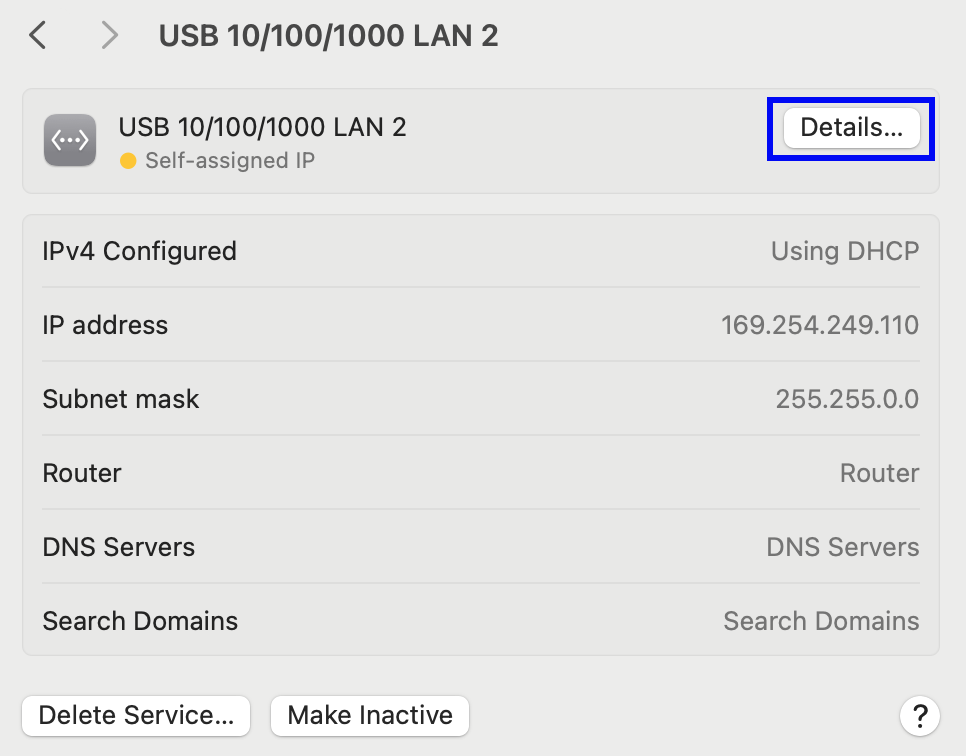 USB 10/100/1000 LAN 2
USB 10/100/1000 LAN 2
Details...
Self-assigned IP
IPv4 Configured Using DHCP
IP address 169.254.249.110
Subnet mask 255.255.0.0
Router Router
DNS Servers DNS Servers
Search Domains Search Domains
Delete Service... Make Inactive ?